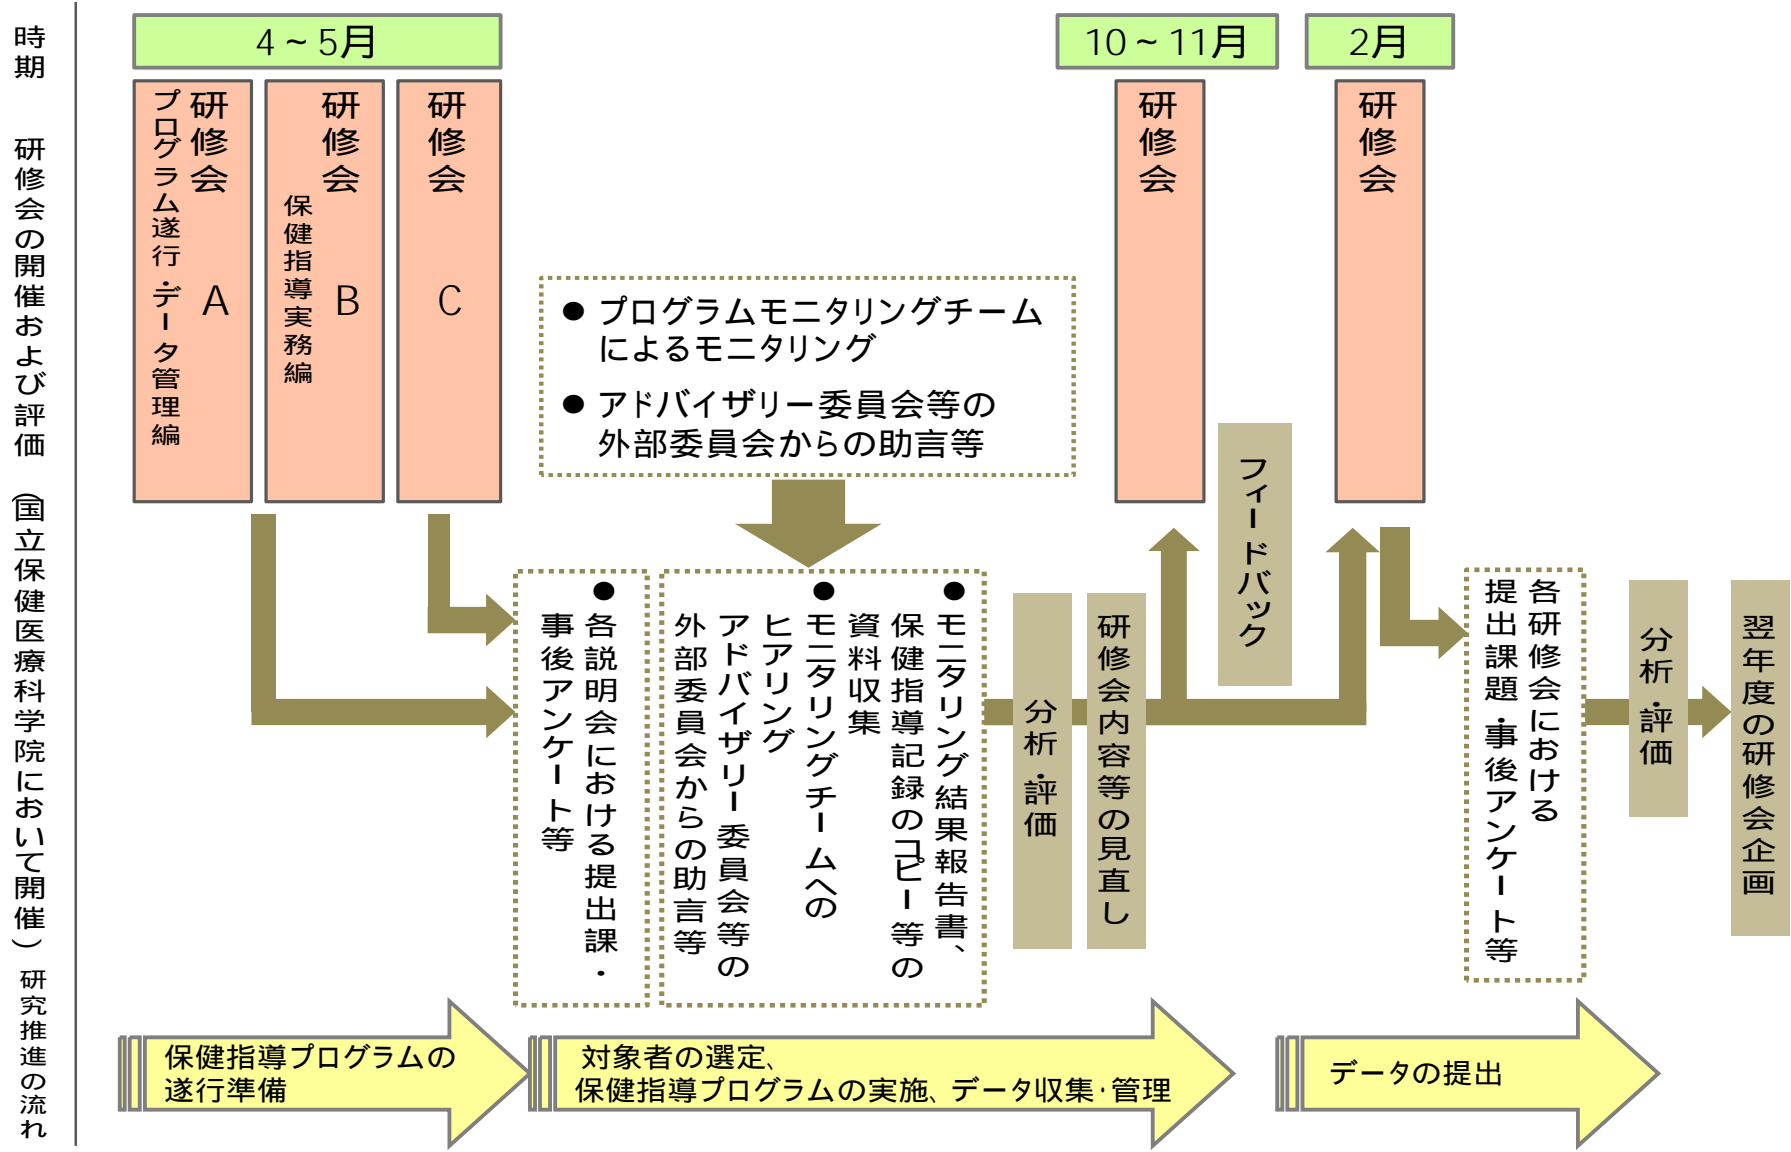 時期
研修会の開催および評価(国立保健医療科学院において開催)
研究推進の流れ
4~5月
10~11月
2月
研修会 A
プログラム遂行・データ管理編
研修会 B
保健指導実務編
研修会 C
研修会
研修会
● プログラムモニタリングチーム
によるモニタリング
● アドバイザリー委員会等の
外部委員会からの助言等
フィードバック
●各説明会における提出課・
事後アンケート等
●モニタリング結果報告書、
保健指導記録のコピー等の
資料収集
●モニタリングチームへの
ヒアリング
アドバイザリー委員会等の
外部委員会からの助言等
分析・評価
研修会内容等の見直し
各研修会における
提出課題・事後アンケート等
分析・評価
翌年度の研修会企画
保健指導プログラムの
遂行準備
対象者の選定、
保健指導プログラムの実施、データ収集・管理
データの提出